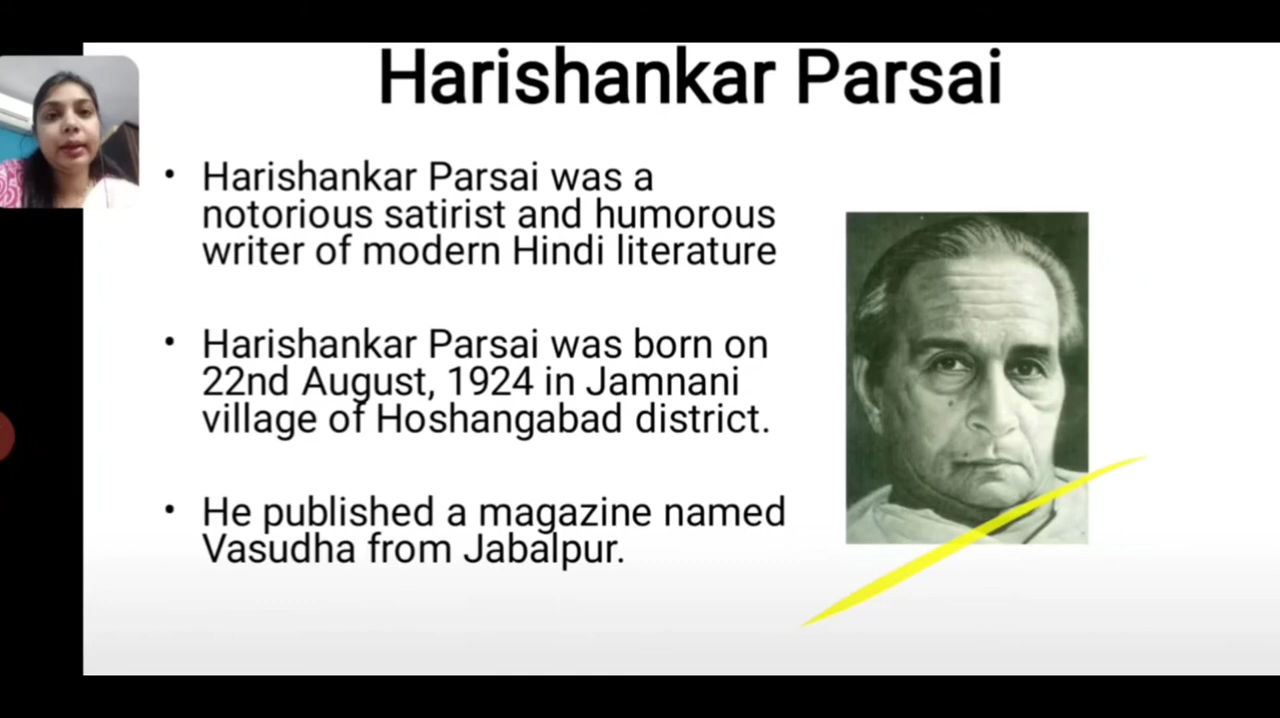 Harishankar Parsai
• Harishankar Parsai was a
notorious satirist and humorous
writer of modern Hindi literature
• Harishankar Parsai was born on
22nd August, 1924 in Jamnani
village of Hoshangabad district.
• He published a magazine named
Vasudha from Jabalpur.